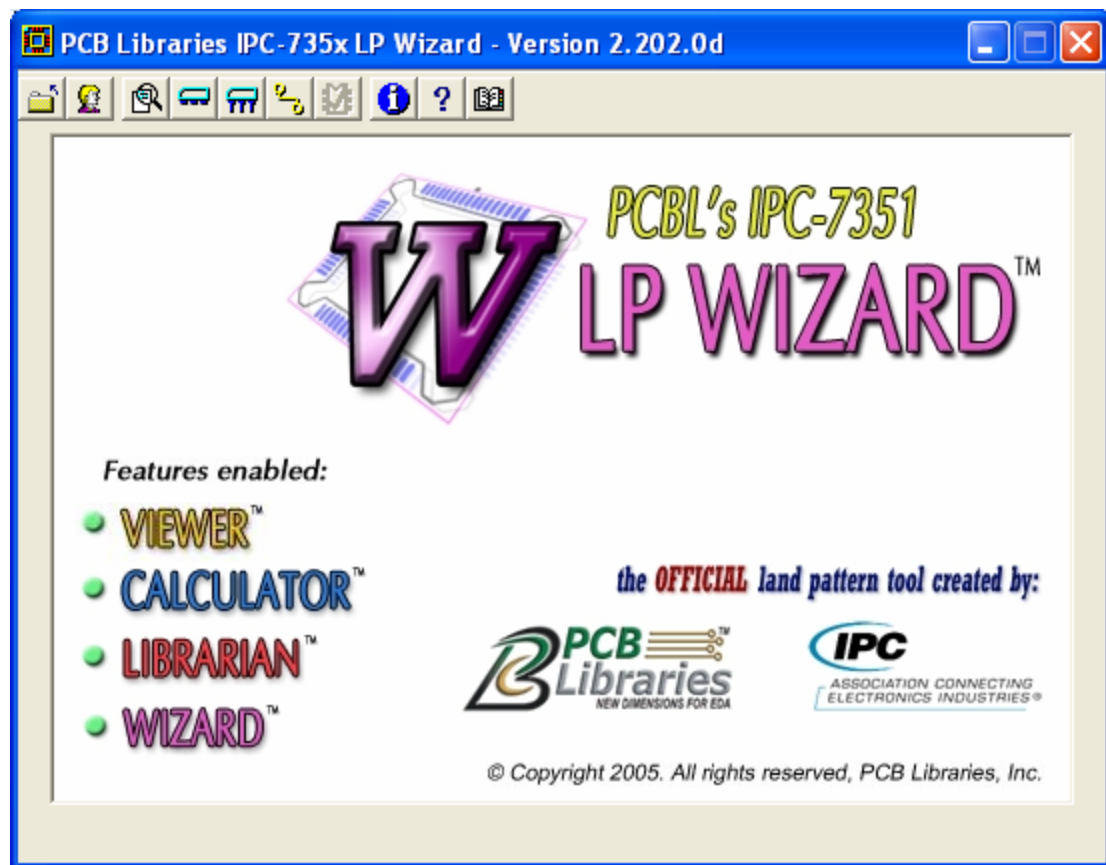 PCB Libraries IPC-735x LP Wizard - Version 2.202.0d
PCBL's IPC-7351
W
LP WIZARD™
Features enabled:
VIEWER™
CALCULATOR™
LIBRARIAN™
WIZARD™
the OFFICIAL land pattern tool created by:
PCB™
Libraries
NEW DIMENSIONS FOR EDA
IPC
ASSOCIATION CONNECTING
ELECTRONICS INDUSTRIES®
© Copyright 2005. All rights reserved, PCB Libraries, Inc.